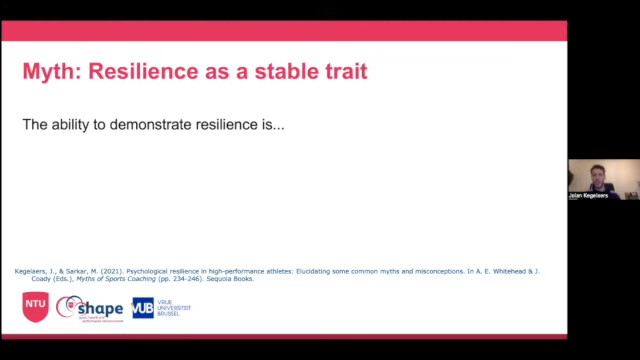 Myth: Resilience as a stable trait
The ability to demonstrate resilience is...
Jolan Kegelaers
Kegelaers, J., & Sarkar, M. (2021). Psychological resilience in high-performance athletes: Elucidating some common myths and misconceptions. In A. E. Whitehead & J.
Coady (Eds.), Myths of Sports Coaching (pp. 234-246). Sequoia Books.
NTU
shape
VUB
VRIJE
UNIVERSITEIT
BRUSSEL